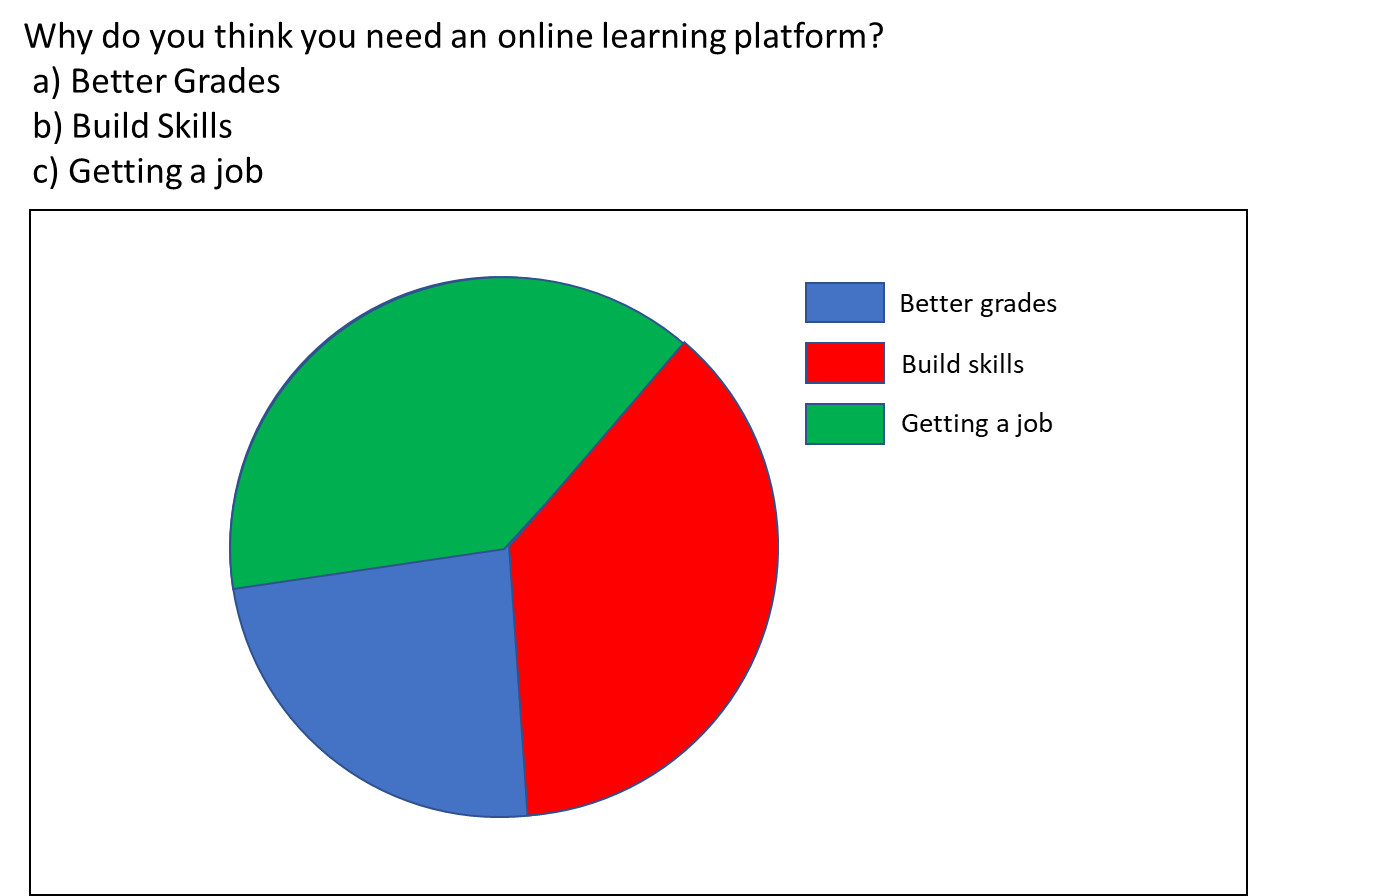 Why do you think you need an online learning platform?
a) Better Grades
b) Build Skills
c) Getting a job
Better grades
Build skills
Getting a job